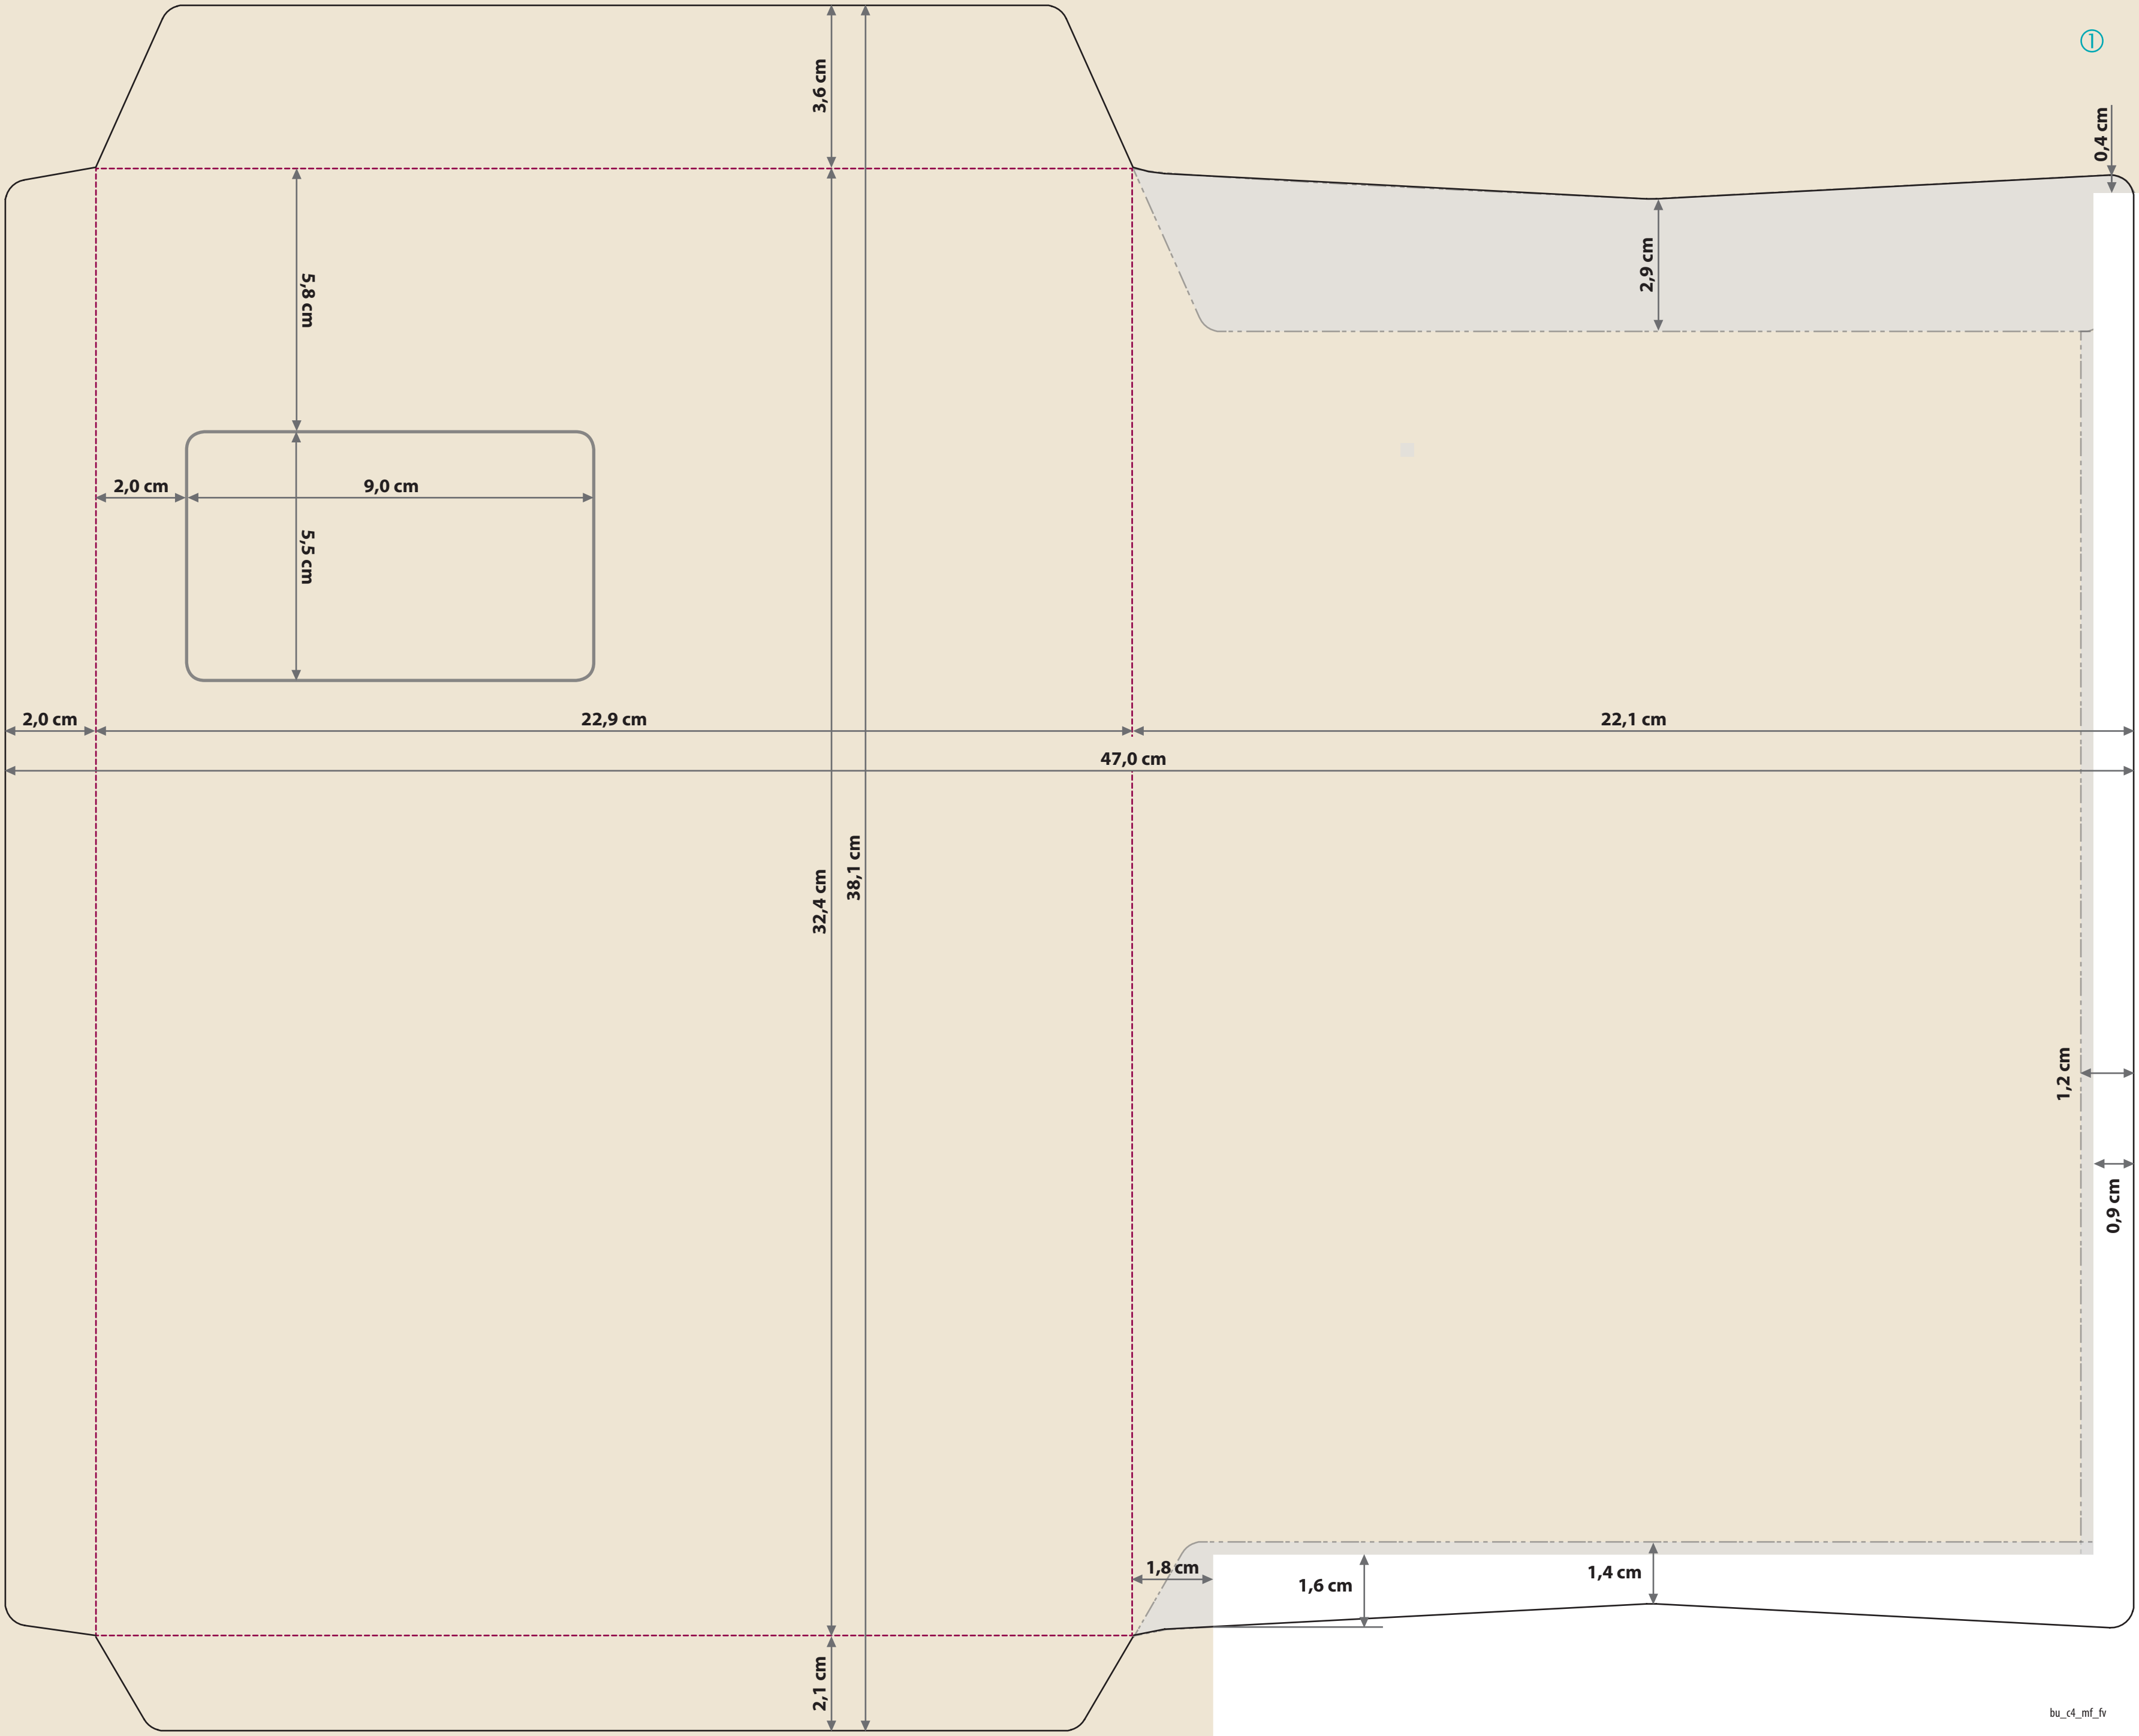 ①
3,6 cm
0,4 cm
5,8 cm
2,9 cm
2,0 cm
9,0 cm
5,5 cm
2,0 cm
22,9 cm
22,1 cm
47,0 cm
32,4 cm
38,1 cm
1,2 cm
0,9 cm
1,8 cm
1,6 cm
1,4 cm
2,1 cm
bu_c4_mf_fv